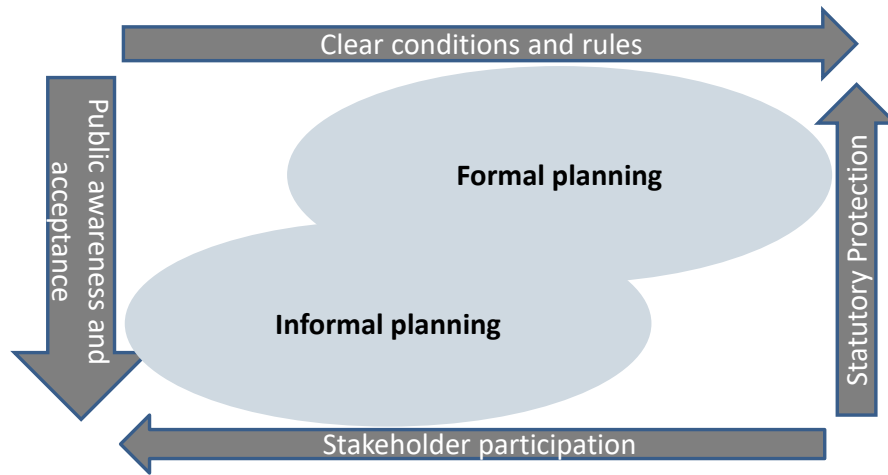 Clear conditions and rules
Public awareness and
acceptance
Formal planning
Informal planning
Statutory Protection
Stakeholder participation